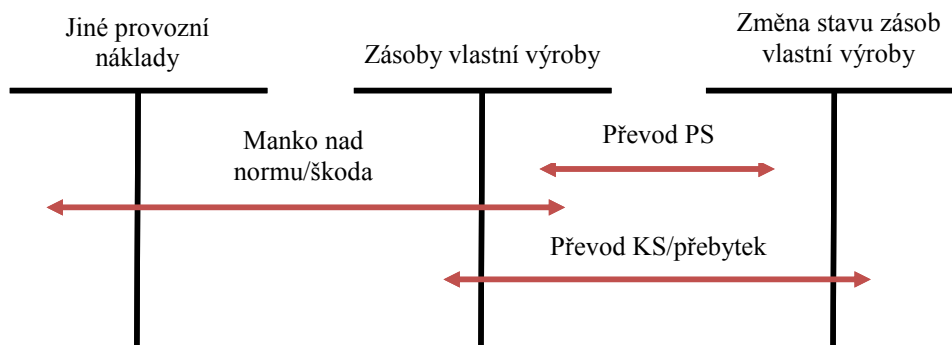 Jiné provozní
náklady
Zásoby vlastní výroby
Změna stavu zásob
vlastní výroby
Manko nad
normu/škoda
Převod PS
Převod KS/přebytek